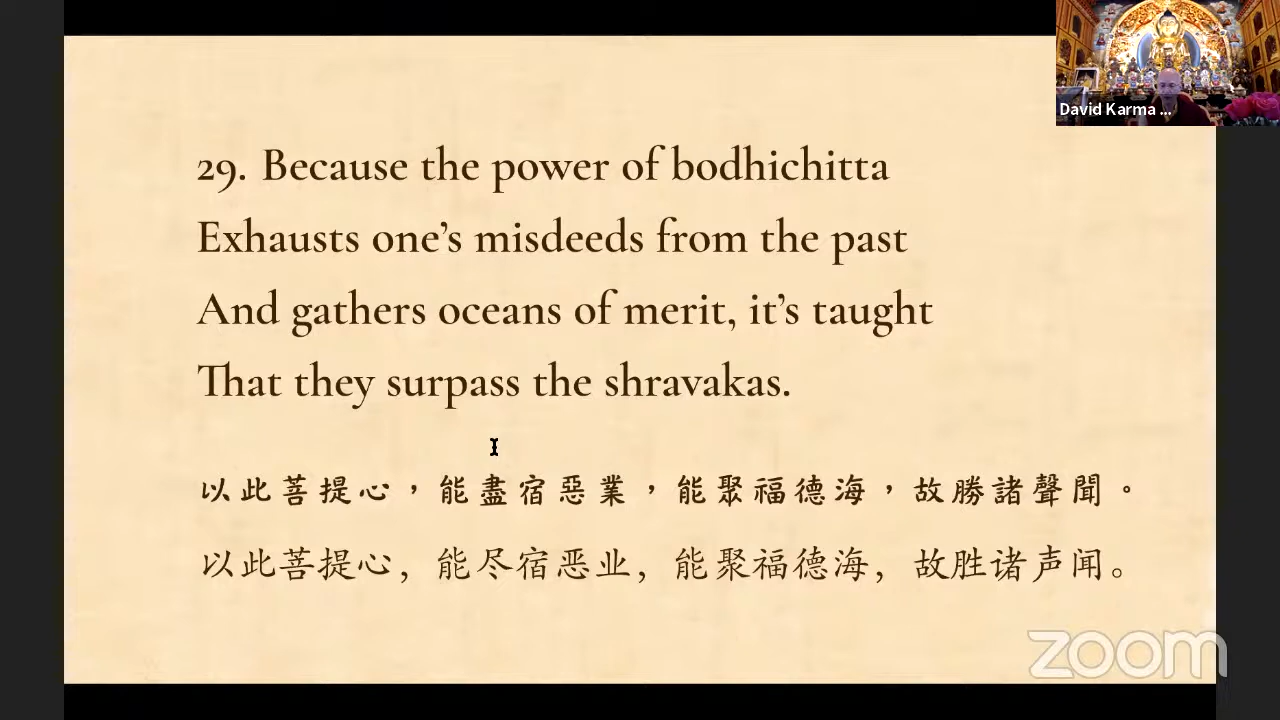 David Karma ...
29. Because the power of bodhichitta
Exhausts one’s misdeeds from the past
And gathers oceans of merit, it’s taught
That they surpass the shravakas.
以此菩提心，能盡宿惡業，能聚福德海，故勝諸聲聞。
以此菩提心，能尽宿恶业，能聚福德海，故胜诸声闻。
zoom